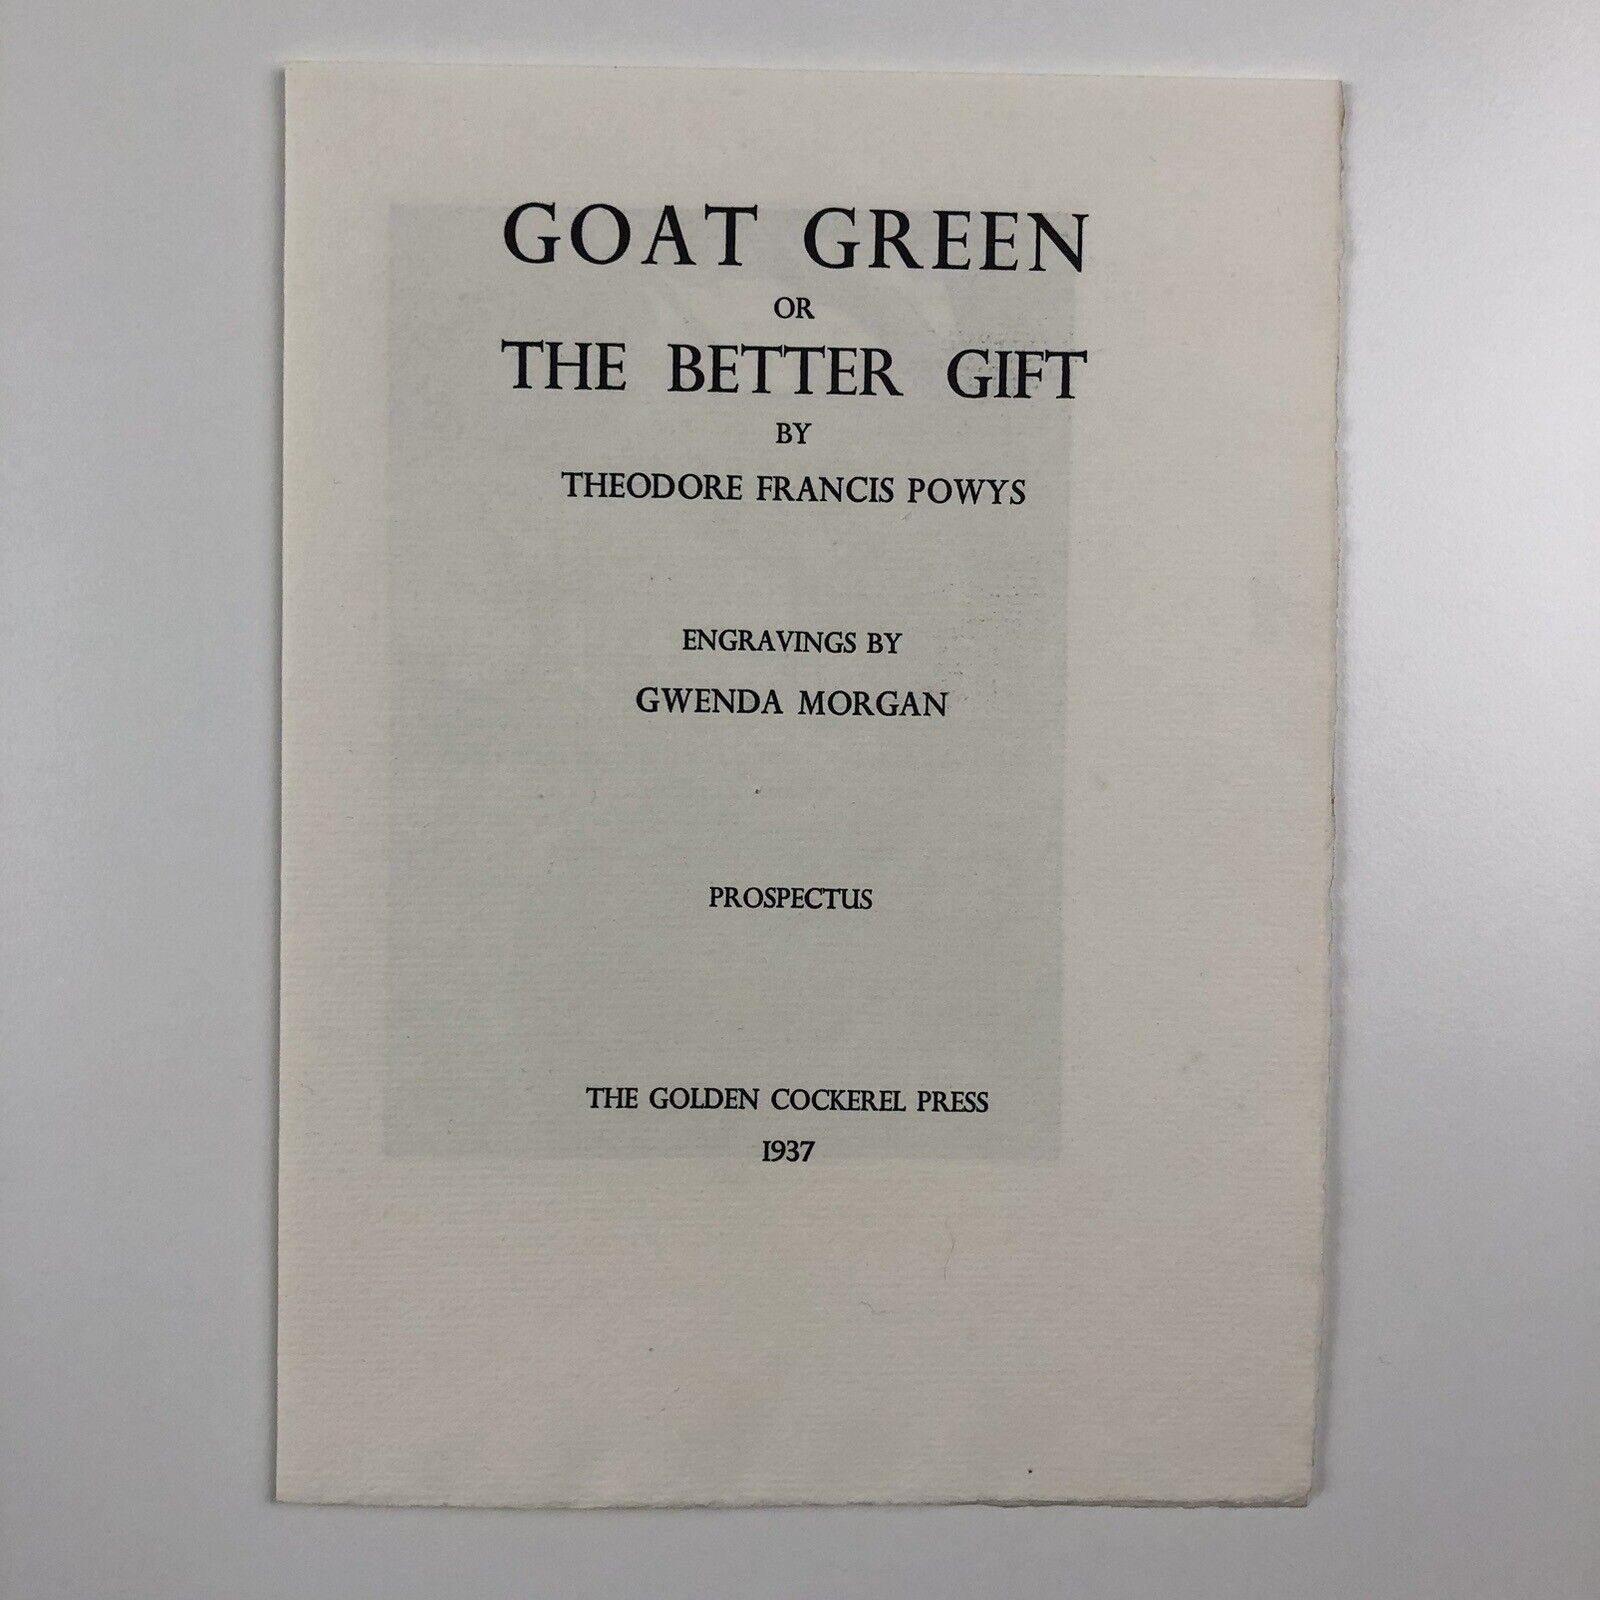 GOAT GREEN
OR
THE BETTER GIFT
BY
THEODORE FRANCIS POWYS
ENGRAVINGS BY
GWENDA MORGAN
PROSPECTUS
THE GOLDEN COCKEREL PRESS
1937